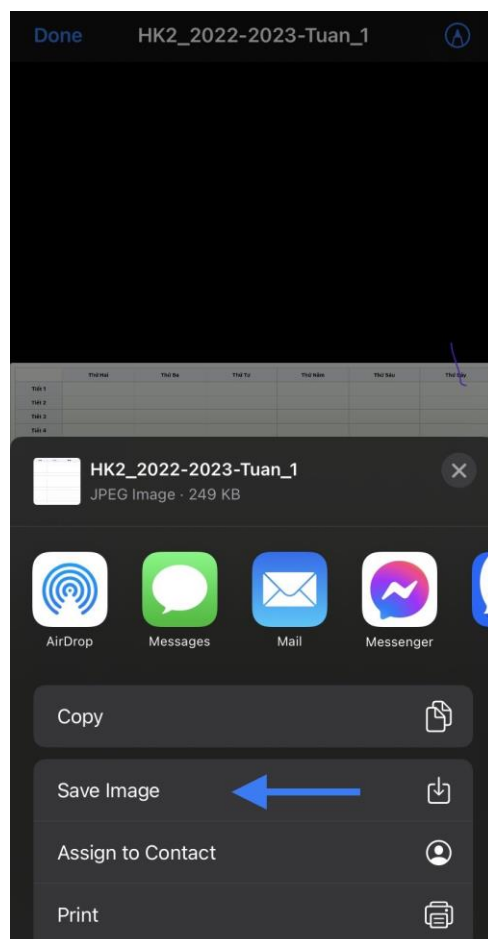 Done HK2_2022-2023-Tuan_1
Thứ Hai Thứ Ba Thứ Tư Thứ Năm Thứ Sáu Thứ Bảy
Tiết 1
Tiết 2
Tiết 3
Tiết 4
HK2_2022-2023-Tuan_1
JPEG Image · 249 KB
AirDrop Messages Mail Messenger
Copy
Save Image
Assign to Contact
Print